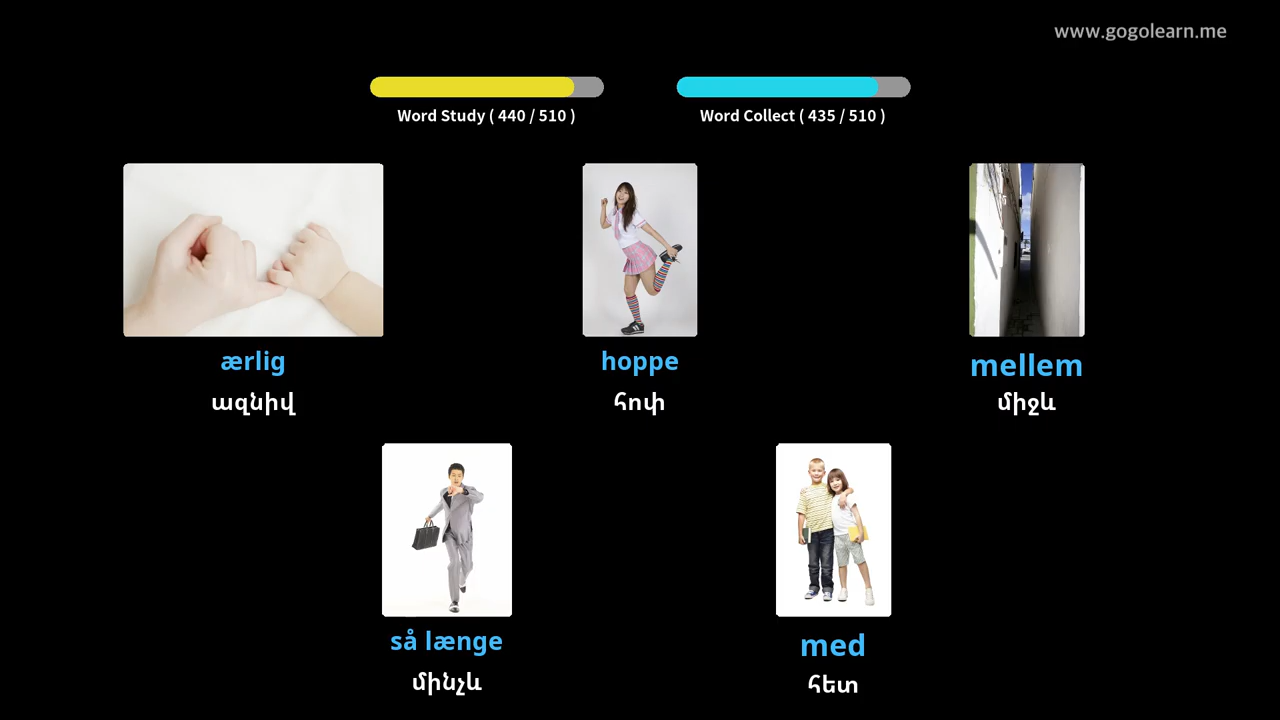 www.gogolearn.me
Word Study ( 440 / 510 )
Word Collect ( 435 / 510 )
ærlig
ազնիվ
hoppe
հոփ
mellem
միջև
så længe
մինչև
med
հետ